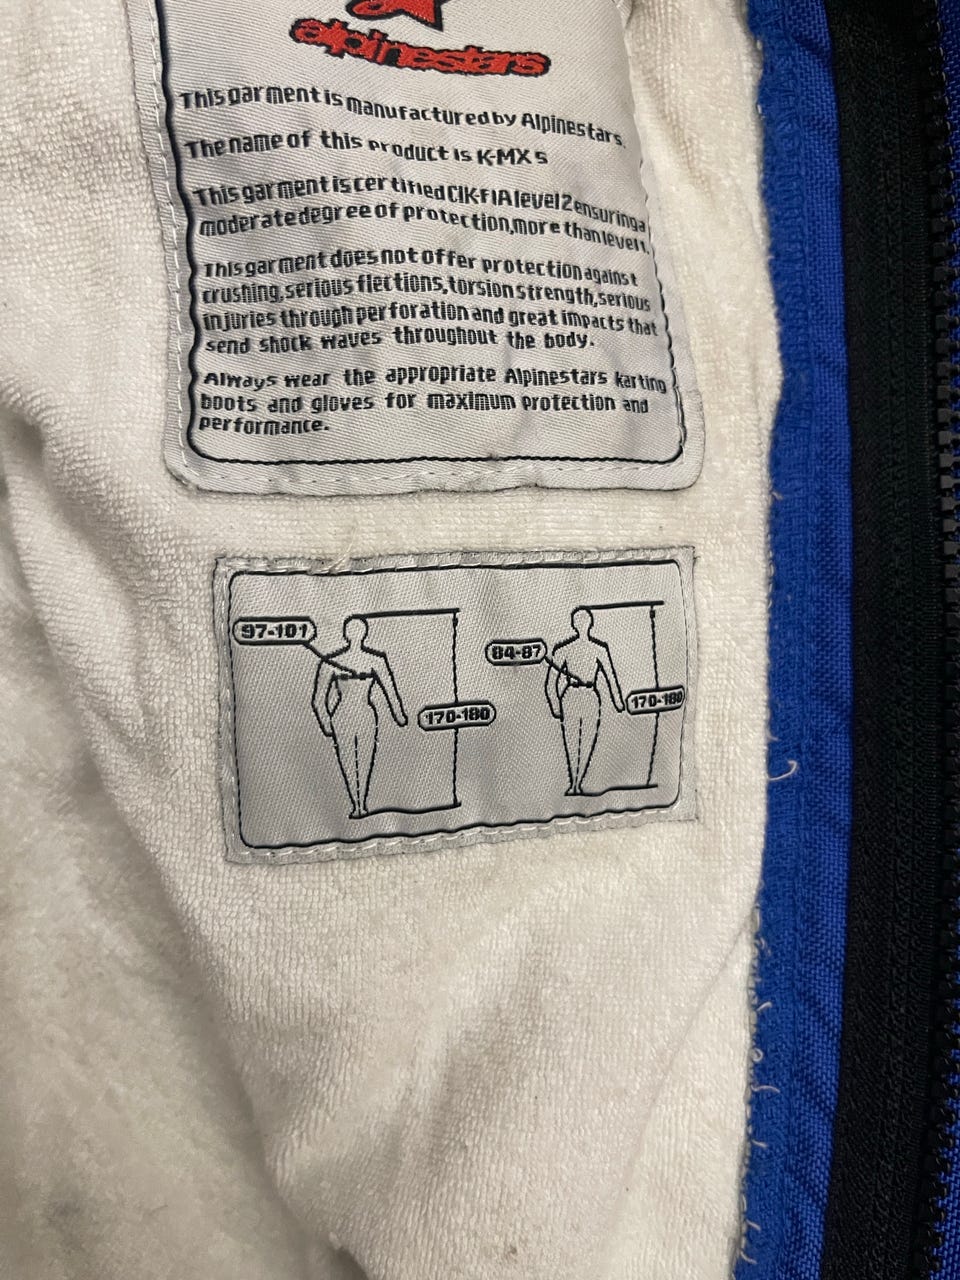 alpinestars
This garment is manufactured by Alpinestars.
The name of this product is K-MX 5
This garment is certified CIK-FIA level 2 ensuring a
moderate degree of protection, more than level 1.
This garment does not offer protection against
crushing, serious flections, torsion strength, serious
injuries through perforation and great impacts that
send shock waves throughout the body.
Always wear the appropriate Alpinestars karting
boots and gloves for maximum protection and
performance.
97-101
84-87
170-180
170-180